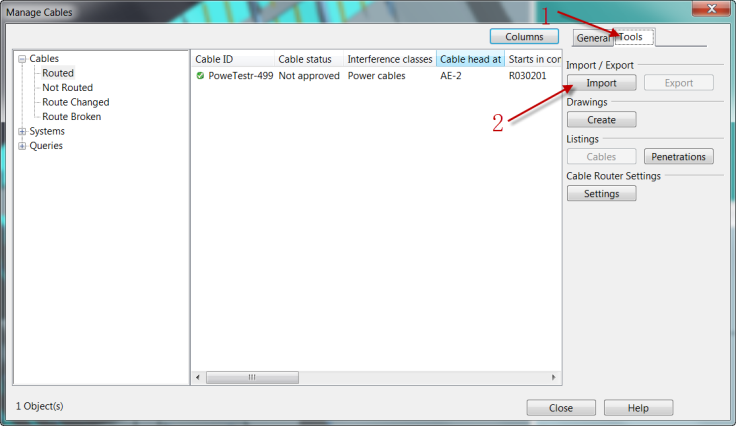 Manage Cables
1
Columns
General
Tools
Cables
Routed
Not Routed
Route Changed
Route Broken
Systems
Queries
Cable ID Cable status Interference classes Cable head at Starts in con
PoweTestr-499 Not approved Power cables AE-2 R030201
Import / Export
Import Export
2
Drawings
Create
Listings
Cables Penetrations
Cable Router Settings
Settings
1 Object(s)
Close Help